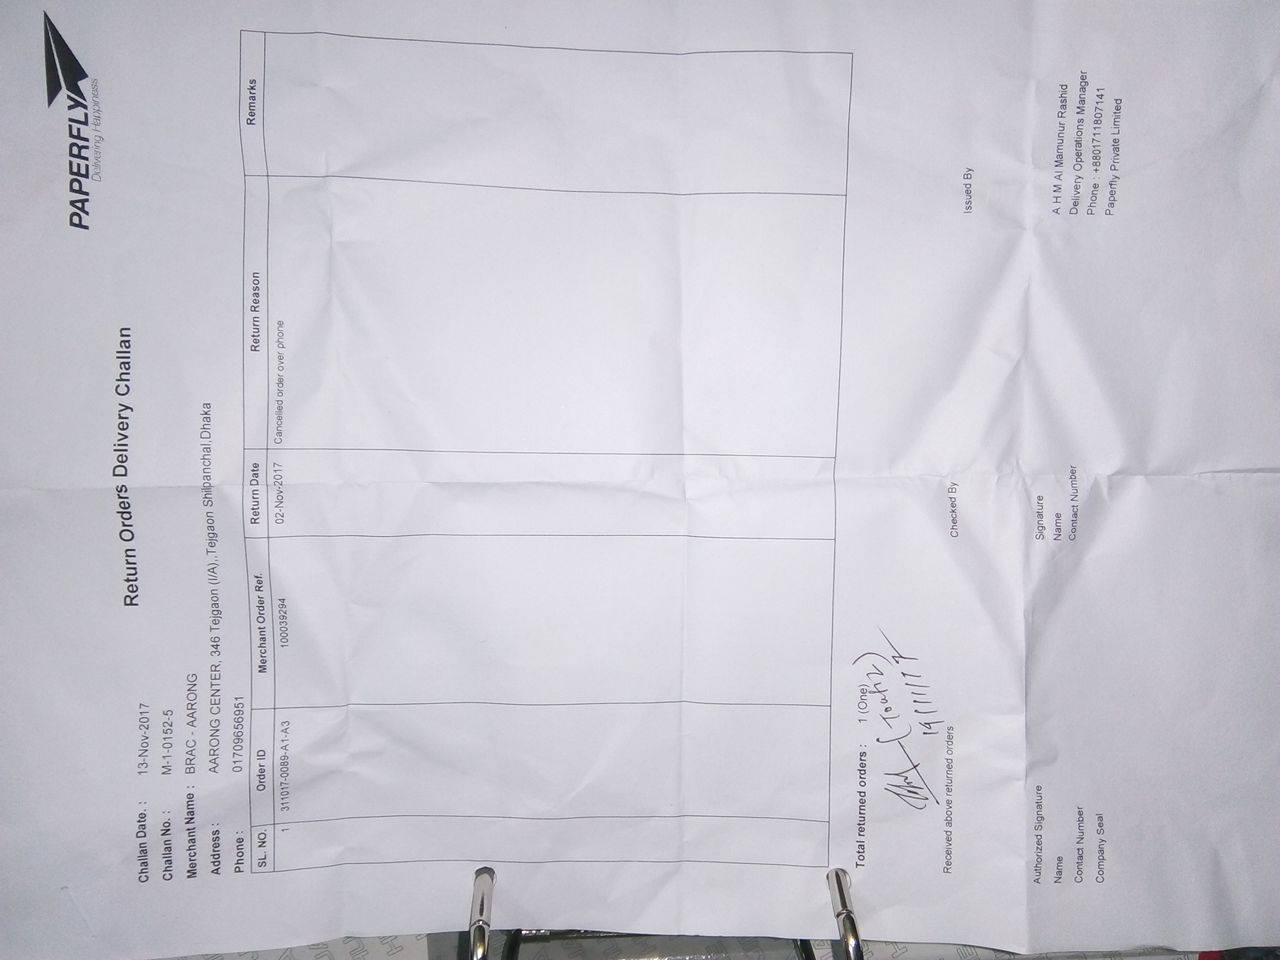 PAPERFLY
Delivering Happiness
Return Orders Delivery Challan
Challan Date. : 13-Nov-2017
Challan No. : M-1-0152-5
Merchant Name : BRAC - AARONG
Address : AARONG CENTER, 346 Tejgaon (I/A),,Tejgaon Shilpanchal,Dhaka
Phone : 01709656951
SL. NO. Order ID Merchant Order Ref. Return Date Return Reason Remarks
1 311017-0089-A1-A3 100039294 02-Nov-2017 Cancelled order over phone
Total returned orders : 1 (One)
19/11/17
Received above returned orders Checked By Issued By
Authorized Signature Signature A H M Al Mamunur Rashid
Name Name Delivery Operations Manager
Contact Number Contact Number Phone : +8801711807141
Company Seal Paperfly Private Limited